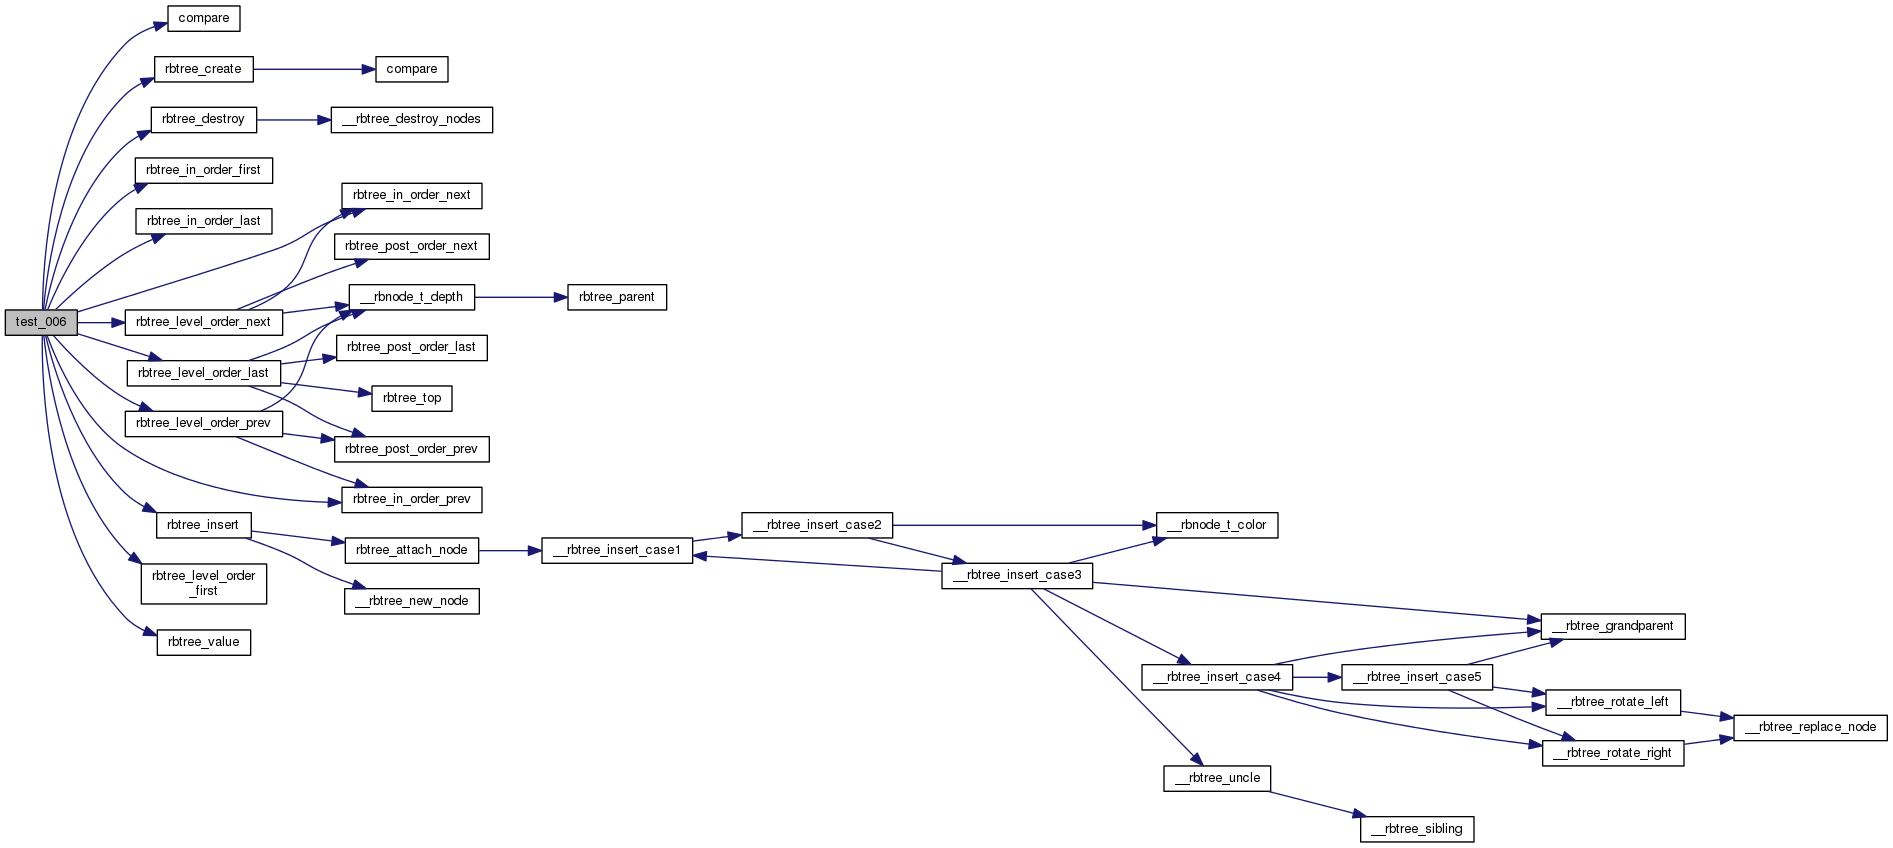 compare
rbtree_create
compare
rbtree_destroy
__rbtree_destroy_nodes
rbtree_in_order_first
rbtree_in_order_next
rbtree_in_order_last
rbtree_post_order_next
__rbnode_t_depth
rbtree_parent
test_006
rbtree_level_order_next
rbtree_post_order_last
rbtree_level_order_last
rbtree_top
rbtree_level_order_prev
rbtree_post_order_prev
rbtree_in_order_prev
rbtree_insert
__rbtree_insert_case2
__rbnode_t_color
rbtree_attach_node
__rbtree_insert_case1
rbtree_level_order
_first
__rbtree_insert_case3
__rbtree_new_node
__rbtree_grandparent
rbtree_value
__rbtree_insert_case4
__rbtree_insert_case5
__rbtree_rotate_left
__rbtree_replace_node
__rbtree_rotate_right
__rbtree_uncle
__rbtree_sibling